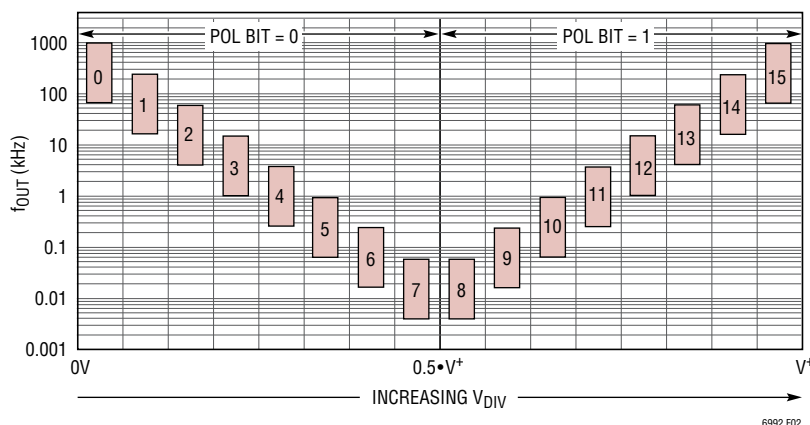 POL BIT = 0 POL BIT = 1
fOUT (kHz)
1000
100
10
1
0.1
0.01
0.001
0 1 2 3 4 5 6 7 8 9 10 11 12 13 14 15
0V 0.5•V⁺ V⁺
INCREASING VDIV
6992 F02